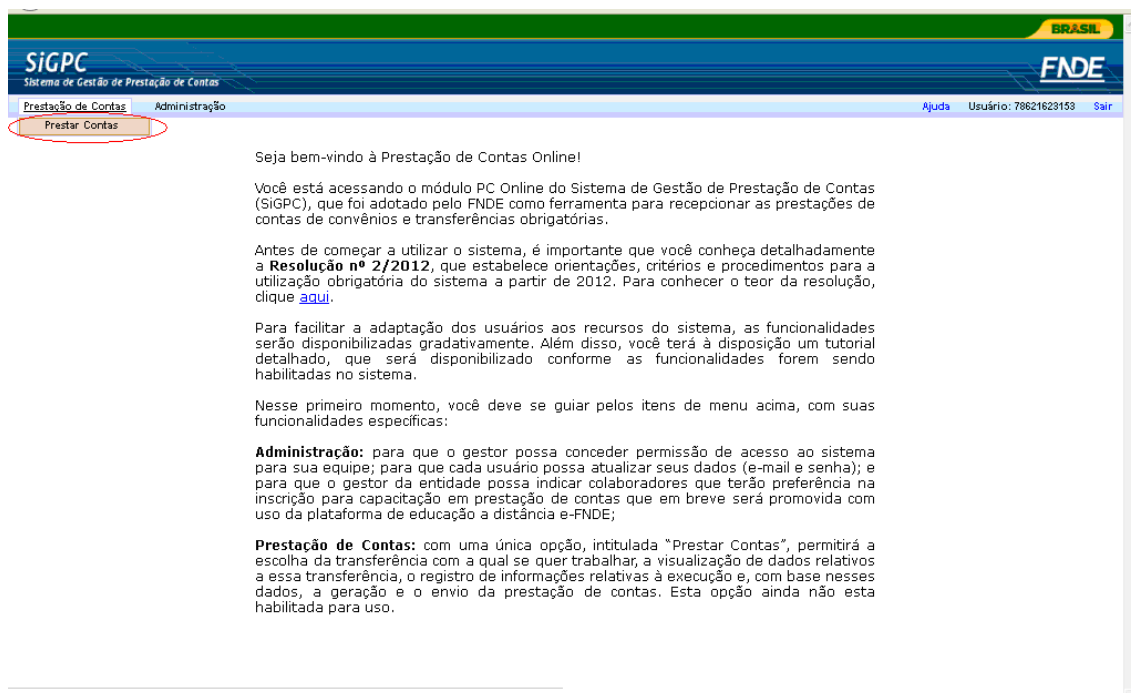 BRASIL
SiGPC
Sistema de Gestão de Prestação de Contas
FNDE
Prestação de Contas Administração Ajuda Usuário: 78621623153 Sair
Prestar Contas
Seja bem-vindo à Prestação de Contas Online!
Você está acessando o módulo PC Online do Sistema de Gestão de Prestação de Contas
(SiGPC), que foi adotado pelo FNDE como ferramenta para recepcionar as prestações de
contas de convênios e transferências obrigatórias.
Antes de começar a utilizar o sistema, é importante que você conheça detalhadamente
a Resolução nº 2/2012, que estabelece orientações, critérios e procedimentos para a
utilização obrigatória do sistema a partir de 2012. Para conhecer o teor da resolução,
clique aqui.
Para facilitar a adaptação dos usuários aos recursos do sistema, as funcionalidades
serão disponibilizadas gradativamente. Além disso, você terá à disposição um tutorial
detalhado, que será disponibilizado conforme as funcionalidades forem sendo
habilitadas no sistema.
Nesse primeiro momento, você deve se guiar pelos itens de menu acima, com suas
funcionalidades específicas:
Administração: para que o gestor possa conceder permissão de acesso ao sistema
para sua equipe; para que cada usuário possa atualizar seus dados (e-mail e senha); e
para que o gestor da entidade possa indicar colaboradores que terão preferência na
inscrição para capacitação em prestação de contas que em breve será promovida com
uso da plataforma de educação a distância e-FNDE;
Prestação de Contas: com uma única opção, intitulada “Prestar Contas”, permitirá a
escolha da transferência com a qual se quer trabalhar, a visualização de dados relativos
a essa transferência, o registro de informações relativas à execução e, com base nesses
dados, a geração e o envio da prestação de contas. Esta opção ainda não esta
habilitada para uso.